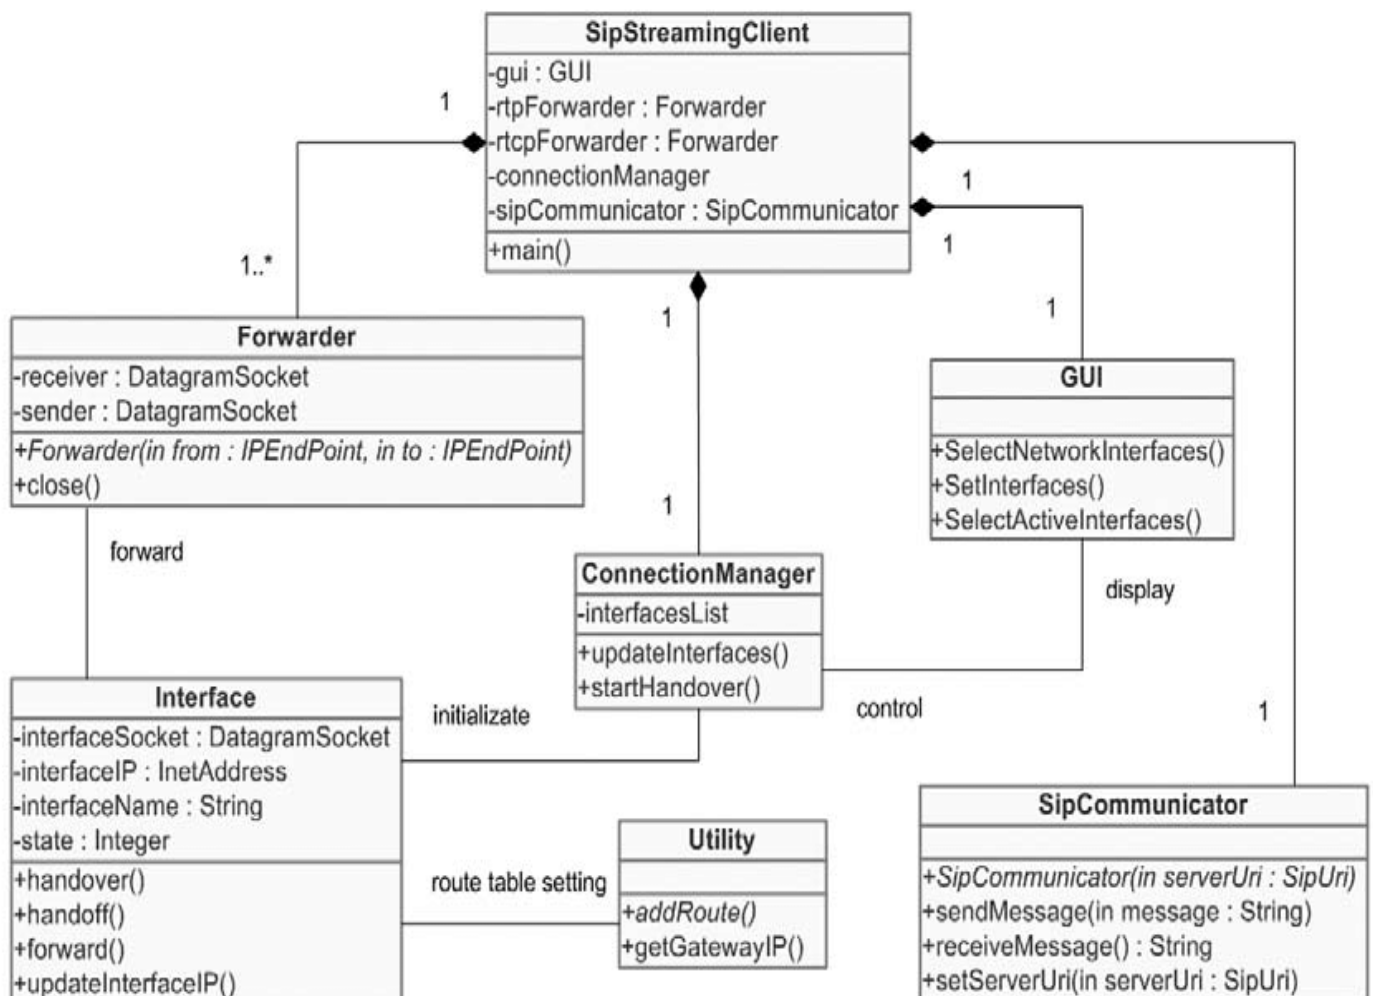 SipStreamingClient
-gui : GUI
-rtpForwarder : Forwarder
-rtcpForwarder : Forwarder
-connectionManager
-sipCommunicator : SipCommunicator
+main()
1
1..*
1
1
1
1
1
1
Forwarder
-receiver : DatagramSocket
-sender : DatagramSocket
+Forwarder(in from : IPEndPoint, in to : IPEndPoint)
+close()
GUI
+SelectNetworkInterfaces()
+SetInterfaces()
+SelectActiveInterfaces()
forward
ConnectionManager
-interfacesList
+updateInterfaces()
+startHandover()
display
control
initializate
Interface
-interfaceSocket : DatagramSocket
-interfaceIP : InetAddress
-interfaceName : String
-state : Integer
+handover()
+handoff()
+forward()
+updateInterfaceIP()
route table setting
Utility
+addRoute()
+getGatewayIP()
SipCommunicator
+SipCommunicator(in serverUri : SipUri)
+sendMessage(in message : String)
+receiveMessage() : String
+setServerUri(in serverUri : SipUri)